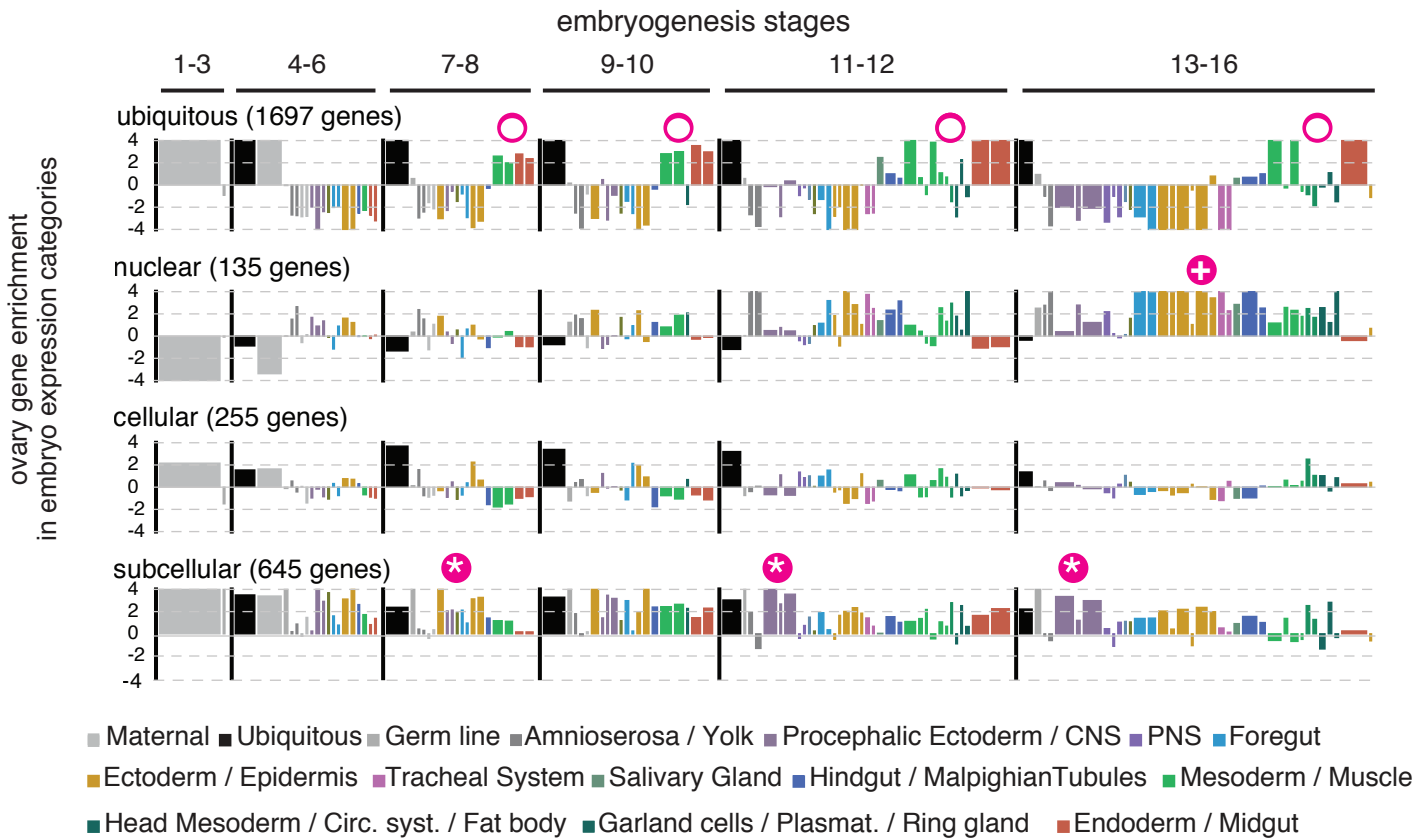 embryogenesis stages
1-3 4-6 7-8 9-10 11-12 13-16
ovary gene enrichment
in embryo expression categories
ubiquitous (1697 genes)
4
2
0
-2
-4
nuclear (135 genes)
+
4
2
0
-2
-4
cellular (255 genes)
4
2
0
-2
-4
subcellular (645 genes)
* * *
4
2
0
-2
-4
Maternal Ubiquitous Germ line Amnioserosa / Yolk Procephalic Ectoderm / CNS PNS Foregut
Ectoderm / Epidermis Tracheal System Salivary Gland Hindgut / MalpighianTubules Mesoderm / Muscle
Head Mesoderm / Circ. syst. / Fat body Garland cells / Plasmat. / Ring gland Endoderm / Midgut